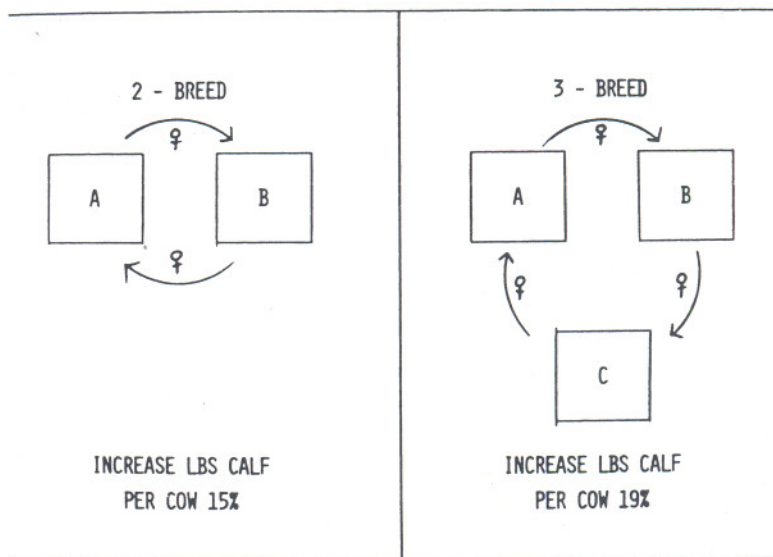 2 - BREED
♀
A
B
♀
INCREASE LBS CALF
PER COW 15%
3 - BREED
♀
A
B
♀
♀
C
INCREASE LBS CALF
PER COW 19%